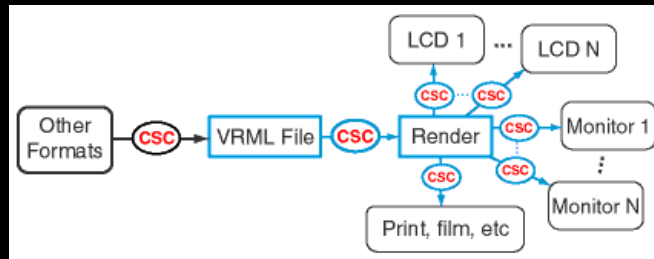 LCD 1
...
LCD N
CSC
CSC
Other
Formats
CSC
VRML File
CSC
Render
CSC
Monitor 1
CSC
...
CSC
Monitor N
Print, film, etc